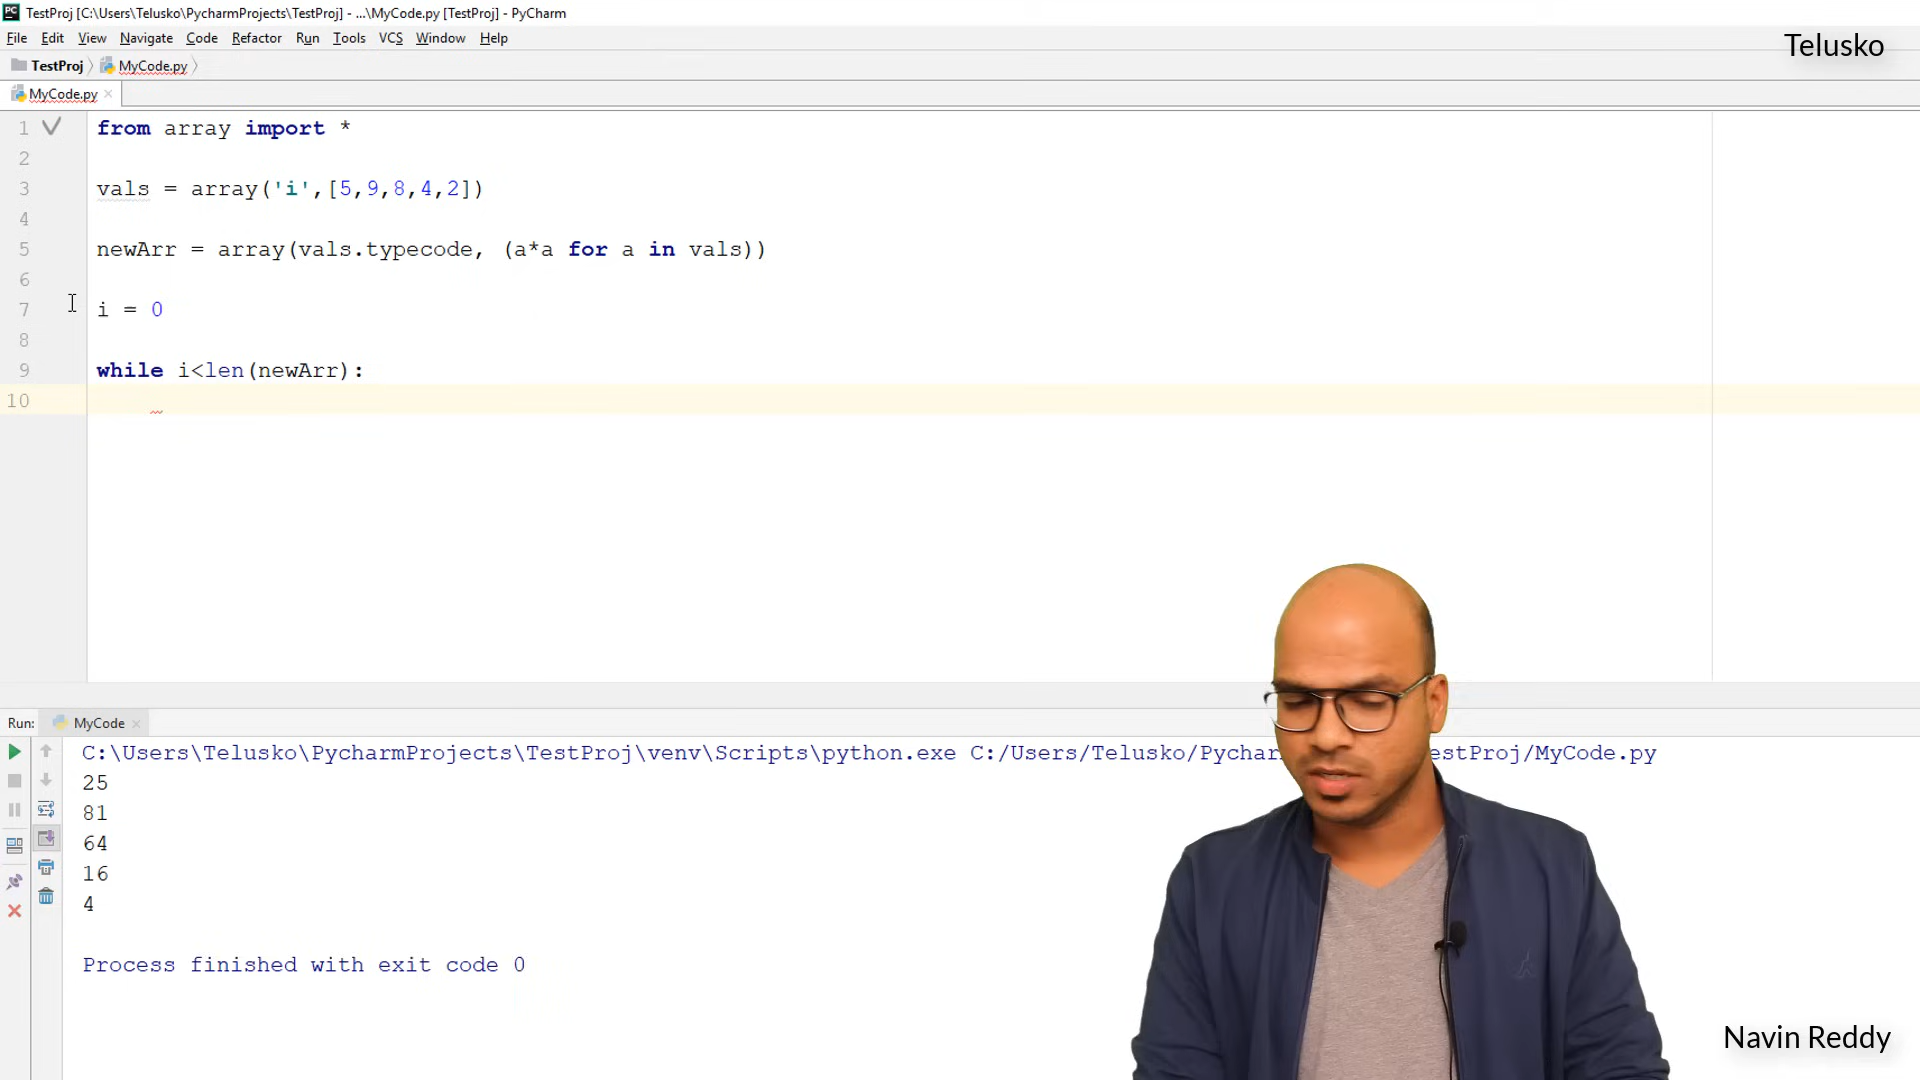 TestProj [C:\Users\Telusko\PycharmProjects\TestProj] - ...\MyCode.py [TestProj] - PyCharm
File Edit View Navigate Code Refactor Run Tools VCS Window Help
Telusko
TestProj MyCode.py
MyCode.py
1 from array import *
2
3 vals = array('i',[5,9,8,4,2])
4
5 newArr = array(vals.typecode, (a*a for a in vals))
6
7 i = 0
8
9 while i<len(newArr):
10
Run: MyCode
C:\Users\Telusko\PycharmProjects\TestProj\venv\Scripts\python.exe C:/Users/Telusko/Pychar estProj/MyCode.py
25
81
64
16
4
Process finished with exit code 0
Navin Reddy